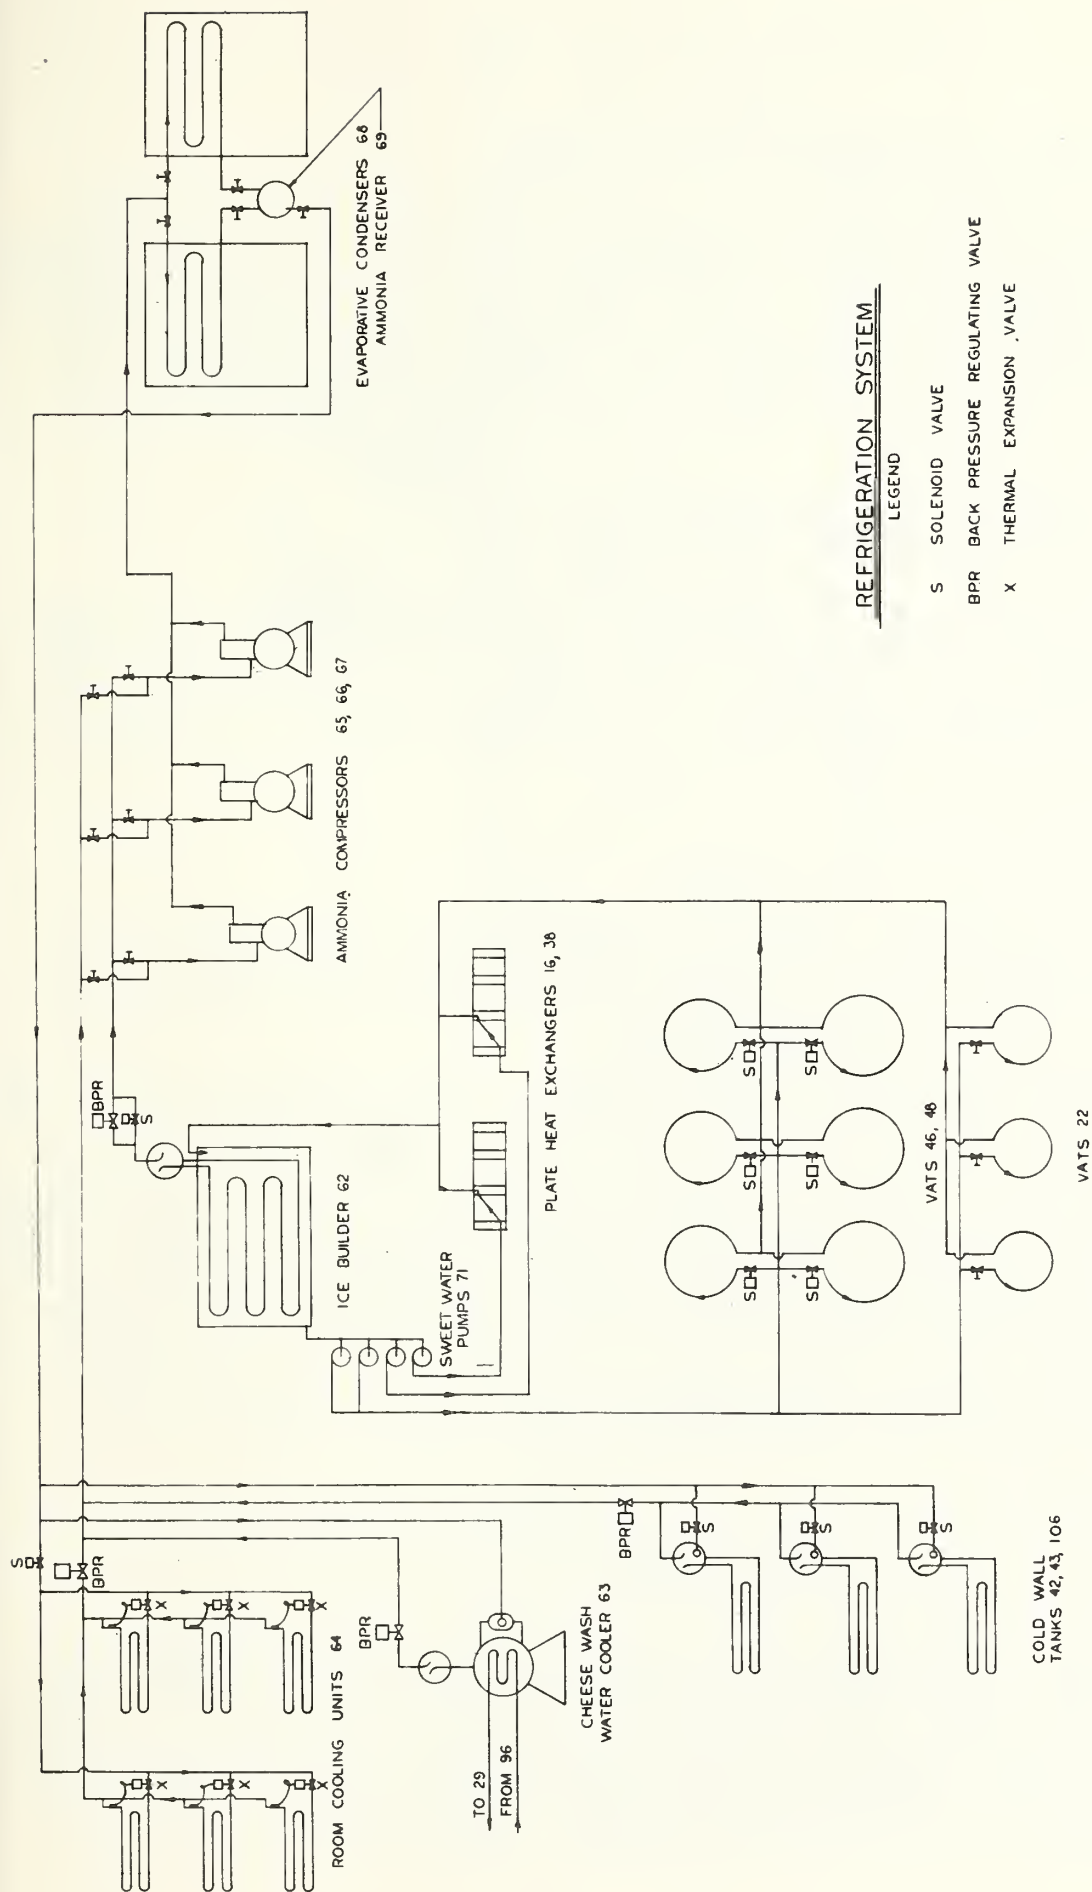 EVAPORATIVE CONDENSERS 68
AMMONIA RECEIVER 69
AMMONIA COMPRESSORS 65, 66, 67
BPR
S
ICE BUILDER 62
SWEET WATER
PUMPS 71
PLATE HEAT EXCHANGERS 16, 38
S
S
S
S
S
S
VATS 46, 48
VATS 22
S
BPR
X
X
X
X
X
X
ROOM COOLING UNITS 64
BPR
TO 29
FROM 96
CHEESE WASH
WATER COOLER 63
BPR
S
S
S
COLD WALL
TANKS 42, 43, 106
REFRIGERATION SYSTEM
LEGEND
S SOLENOID VALVE
BPR BACK PRESSURE REGULATING VALVE
X THERMAL EXPANSION VALVE